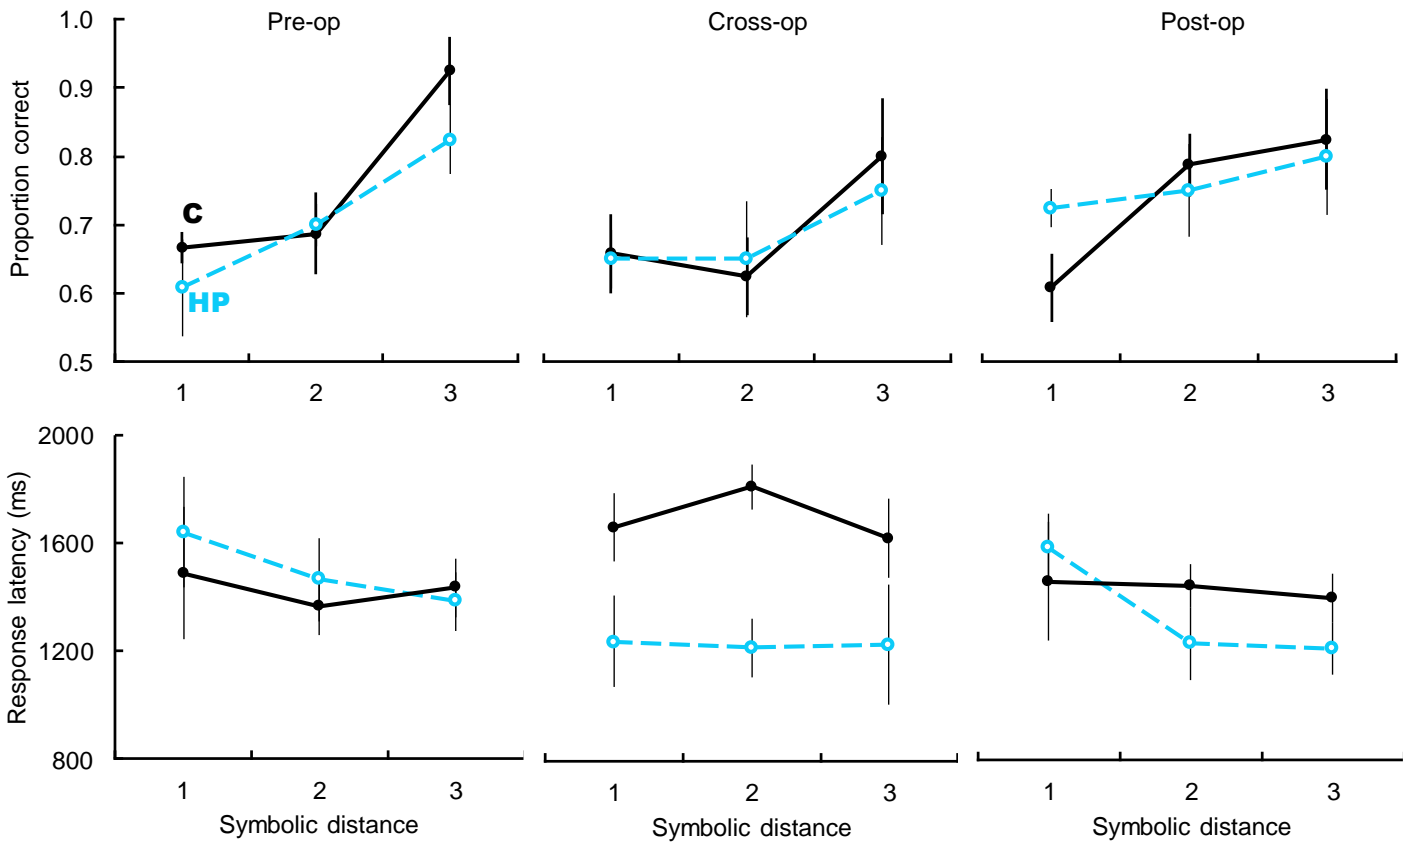 Pre-op
Cross-op
Post-op
Proportion correct
1.0
0.9
0.8
0.7
0.6
0.5
C
HP
1 2 3
1 2 3
1 2 3
Response latency (ms)
2000
1600
1200
800
1 2 3
1 2 3
1 2 3
Symbolic distance
Symbolic distance
Symbolic distance